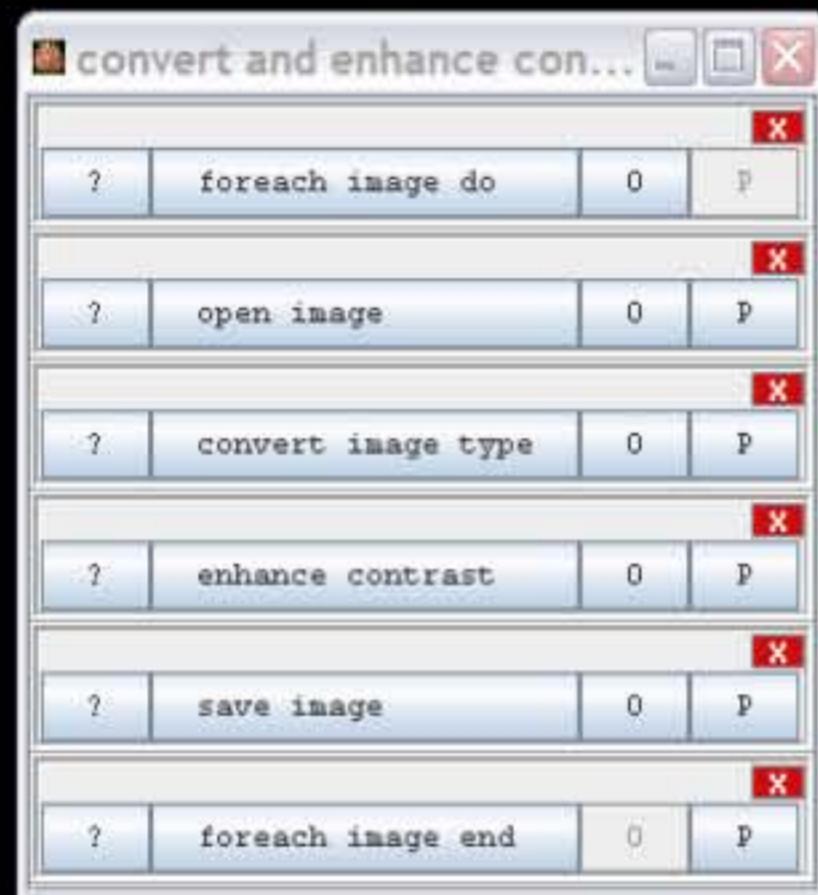 convert and enhance con...
X
? foreach image do O P
X
? open image O P
X
? convert image type O P
X
? enhance contrast O P
X
? save image O P
X
? foreach image end O P